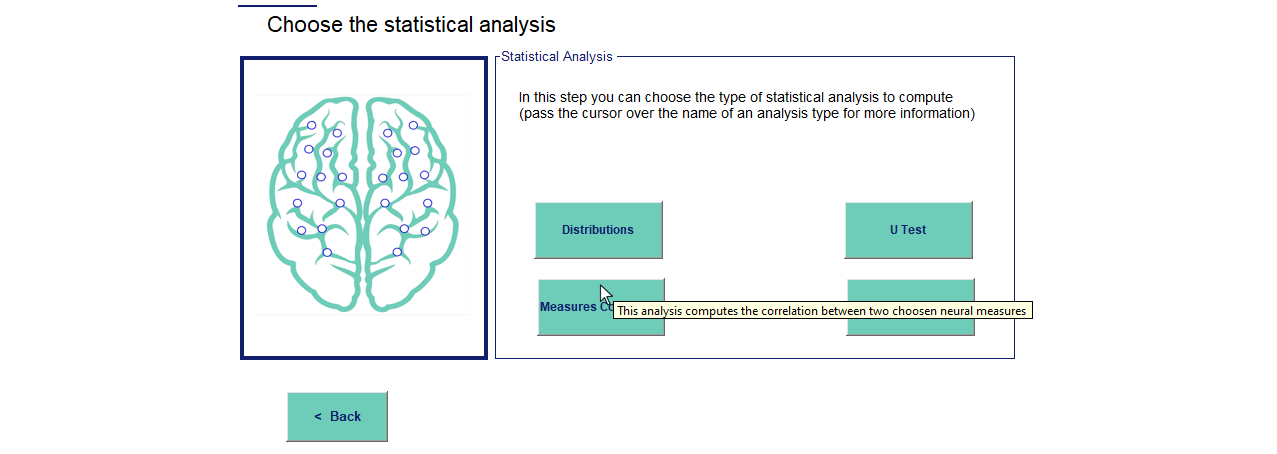 Choose the statistical analysis
Statistical Analysis
In this step you can choose the type of statistical analysis to compute
(pass the cursor over the name of an analysis type for more information)
Distributions
U Test
Measures
This analysis computes the correlation between two choosen neural measures
< Back